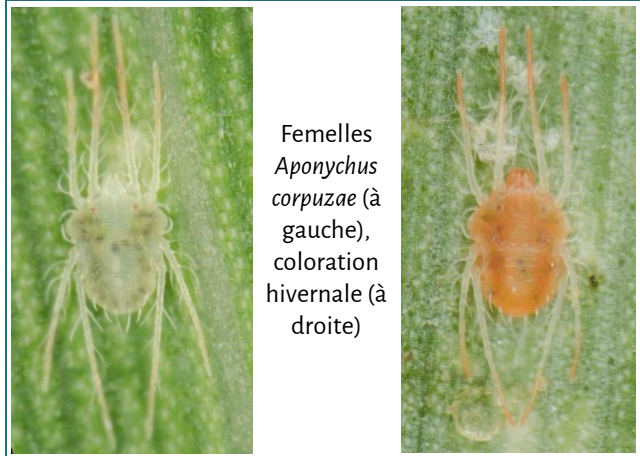 Femelles
Aponychus
corpuzae (à
gauche),
coloration
hivernale (à
droite)